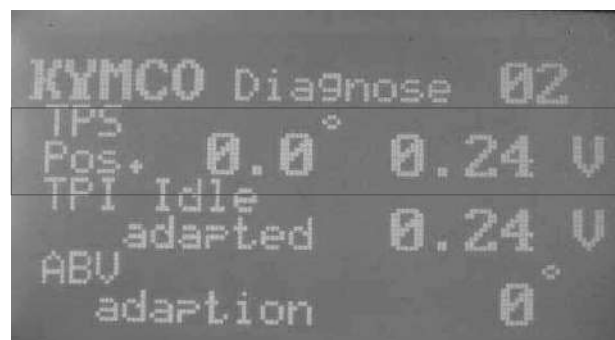 KYMCO Diagnose 02
TPS
Pos. 0.0° 0.24 V
TPI Idle
adapted 0.24 V
ABV
adaption 0°